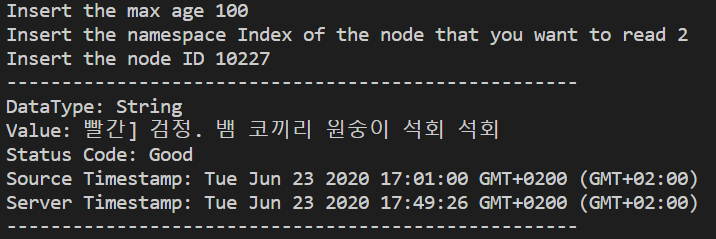 Insert the max age 100
Insert the namespace Index of the node that you want to read 2
Insert the node ID 10227
----------------------------------------------------
DataType: String
Value: 빨간] 검정. 뱀 코끼리 원숭이 석회 석회
Status Code: Good
Source Timestamp: Tue Jun 23 2020 17:01:00 GMT+0200 (GMT+02:00)
Server Timestamp: Tue Jun 23 2020 17:49:26 GMT+0200 (GMT+02:00)
----------------------------------------------------